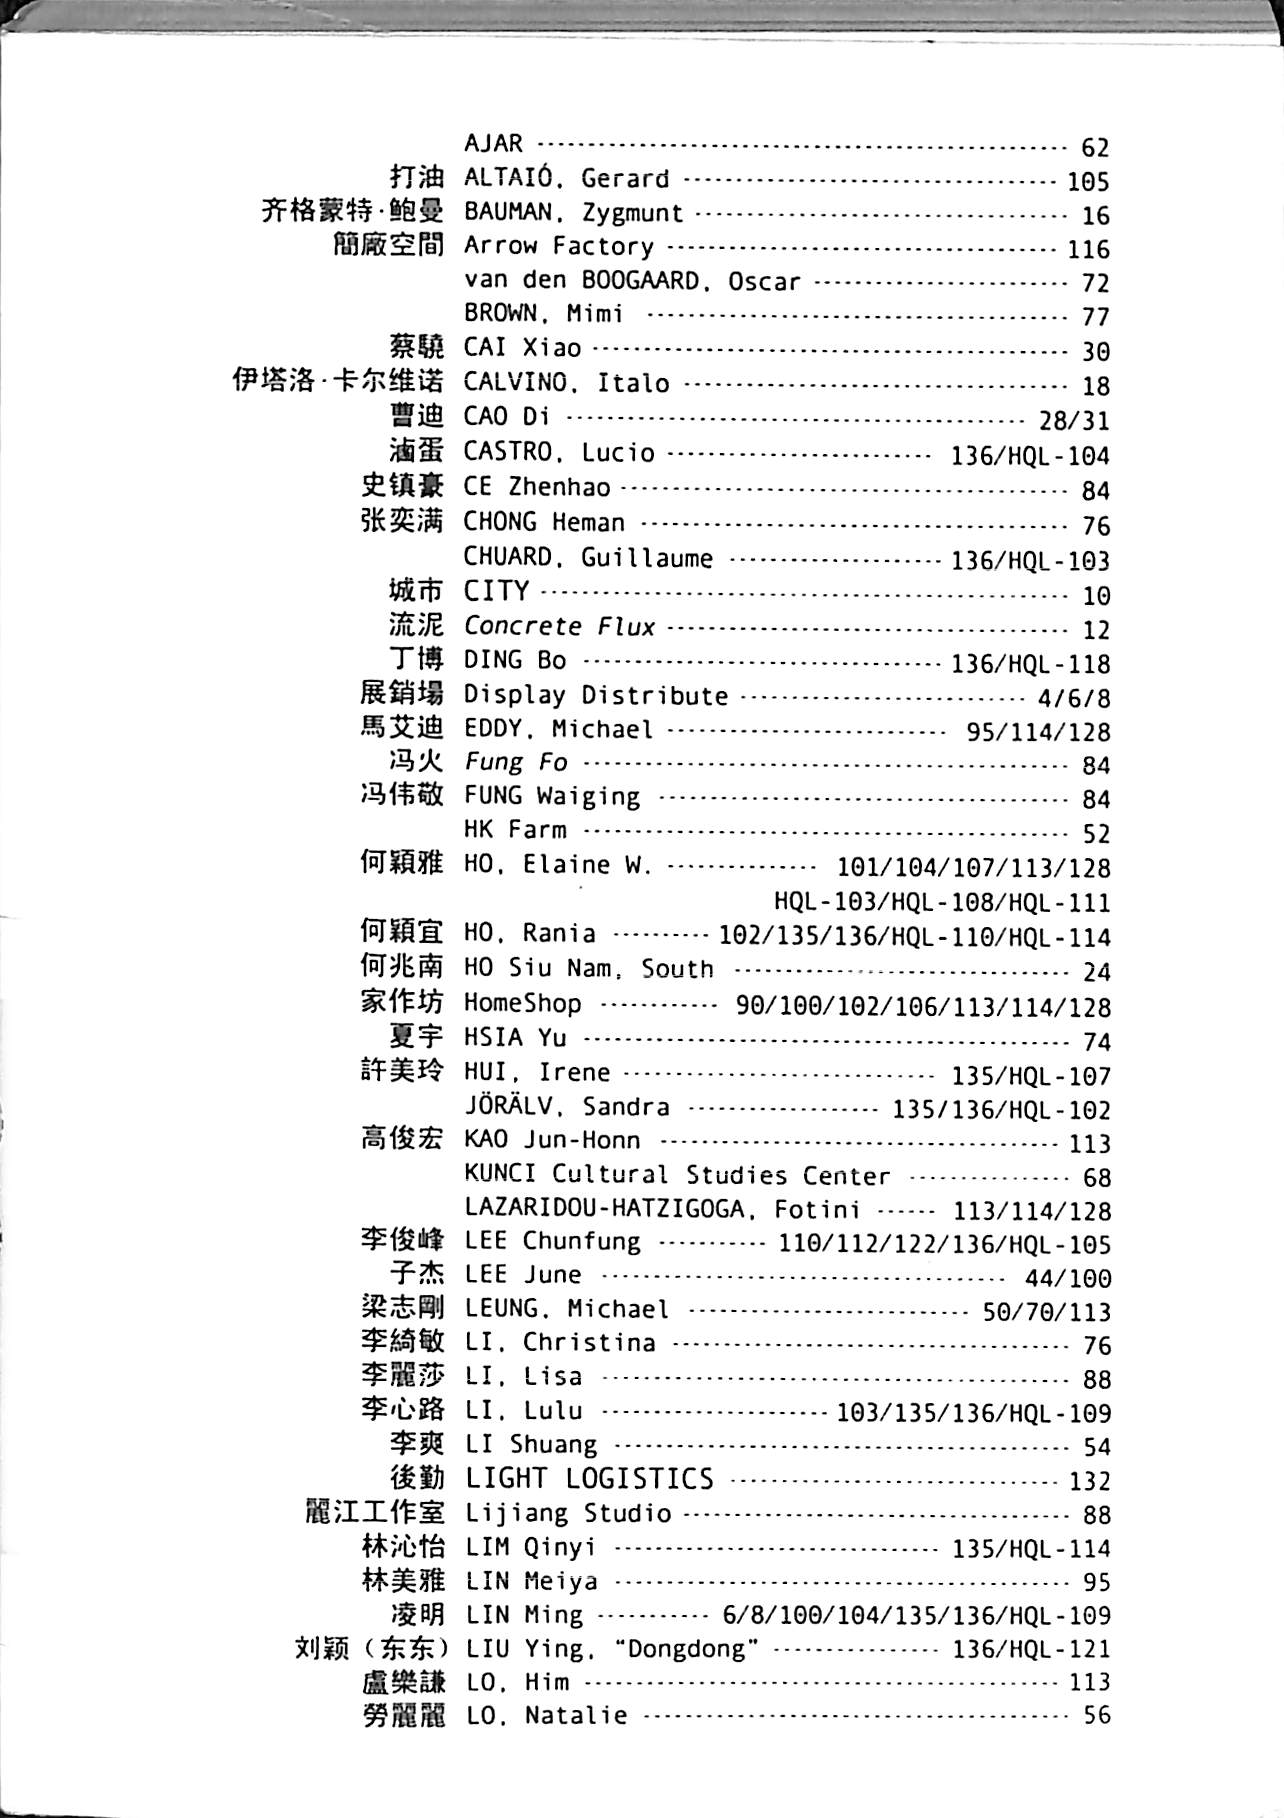 AJAR 62
打油 ALTAIÓ, Gerard 105
齐格蒙特·鲍曼 BAUMAN, Zygmunt 16
簡廠空間 Arrow Factory 116
van den BOOGAARD, Oscar 72
BROWN, Mimi 77
蔡驍 CAI Xiao 30
伊塔洛·卡尔维诺 CALVINO, Italo 18
曹迪 CAO Di 28/31
滷蛋 CASTRO, Lucio 136/HQL-104
史镇豪 CE Zhenhao 84
张奕满 CHONG Heman 76
CHUARD, Guillaume 136/HQL-103
城市 CITY 10
流泥 Concrete Flux 12
丁博 DING Bo 136/HQL-118
展銷場 Display Distribute 4/6/8
馬艾迪 EDDY, Michael 95/114/128
冯火 Fung Fo 84
冯伟敬 FUNG Waiging 84
HK Farm 52
何穎雅 HO, Elaine W. 101/104/107/113/128
HQL-103/HQL-108/HQL-111
何穎宜 HO, Rania 102/135/136/HQL-110/HQL-114
何兆南 HO Siu Nam, South 24
家作坊 HomeShop 90/100/102/106/113/114/128
夏宇 HSIA Yu 74
許美玲 HUI, Irene 135/HQL-107
JÖRÄLV, Sandra 135/136/HQL-102
高俊宏 KAO Jun-Honn 113
KUNCI Cultural Studies Center 68
LAZARIDOU-HATZIGOGA, Fotini 113/114/128
李俊峰 LEE Chunfung 110/112/122/136/HQL-105
子杰 LEE June 44/100
梁志剛 LEUNG, Michael 50/70/113
李綺敏 LI, Christina 76
李麗莎 LI, Lisa 88
李心路 LI, Lulu 103/135/136/HQL-109
李爽 LI Shuang 54
後勤 LIGHT LOGISTICS 132
麗江工作室 Lijiang Studio 88
林沁怡 LIM Qinyi 135/HQL-114
林美雅 LIN Meiya 95
凌明 LIN Ming 6/8/100/104/135/136/HQL-109
刘颖（东东） LIU Ying, “Dongdong” 136/HQL-121
盧樂謙 LO, Him 113
勞麗麗 LO, Natalie 56